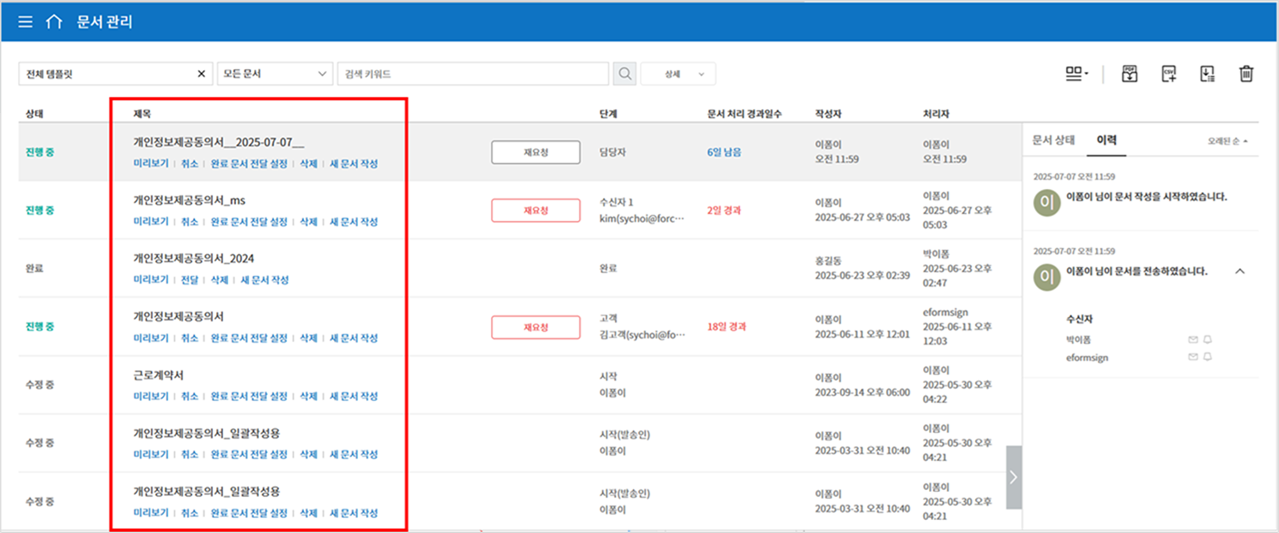 문서 관리
전체 템플릿 모든 문서 검색 키워드 상세
상태 제목 단계 문서 처리 경과일수 작성자 처리자
진행 중
개인정보제공동의서__2025-07-07__
미리보기 | 취소 | 완료 문서 전달 설정 | 삭제 | 새 문서 작성
재요청
담당자
6일 남음
이폼이
오전 11:59
이폼이
오전 11:59
진행 중
개인정보제공동의서_ms
미리보기 | 취소 | 완료 문서 전달 설정 | 삭제 | 새 문서 작성
재요청
수신자 1
kim(sychoi@forc···
2일 경과
이폼이
2025-06-27 오후 05:03
이폼이
2025-06-27 오후
05:03
완료
개인정보제공동의서_2024
미리보기 | 전달 | 삭제 | 새 문서 작성
완료
홍길동
2025-06-23 오후 02:39
박이폼
2025-06-23 오후
02:47
진행 중
개인정보제공동의서
미리보기 | 취소 | 완료 문서 전달 설정 | 삭제 | 새 문서 작성
재요청
고객
김고객(sychoi@fo···
18일 경과
이폼이
2025-06-11 오후 12:01
eformsign
2025-06-11 오후
12:03
수정 중
근로계약서
미리보기 | 취소 | 완료 문서 전달 설정 | 삭제 | 새 문서 작성
시작
이폼이
이폼이
2023-09-14 오후 06:00
이폼이
2025-05-30 오후
04:22
수정 중
개인정보제공동의서_일괄작성용
미리보기 | 취소 | 완료 문서 전달 설정 | 삭제 | 새 문서 작성
시작(발송인)
이폼이
이폼이
2025-03-31 오전 10:40
이폼이
2025-05-30 오후
04:21
수정 중
개인정보제공동의서_일괄작성용
미리보기 | 취소 | 완료 문서 전달 설정 | 삭제 | 새 문서 작성
시작(발송인)
이폼이
이폼이
2025-03-31 오전 10:40
이폼이
2025-05-30 오후
04:21
문서 상태 이력 오래된 순
2025-07-07 오전 11:59
이 이폼이 님이 문서 작성을 시작하였습니다.
2025-07-07 오전 11:59
이 이폼이 님이 문서를 전송하였습니다.
수신자
박이폼
eformsign